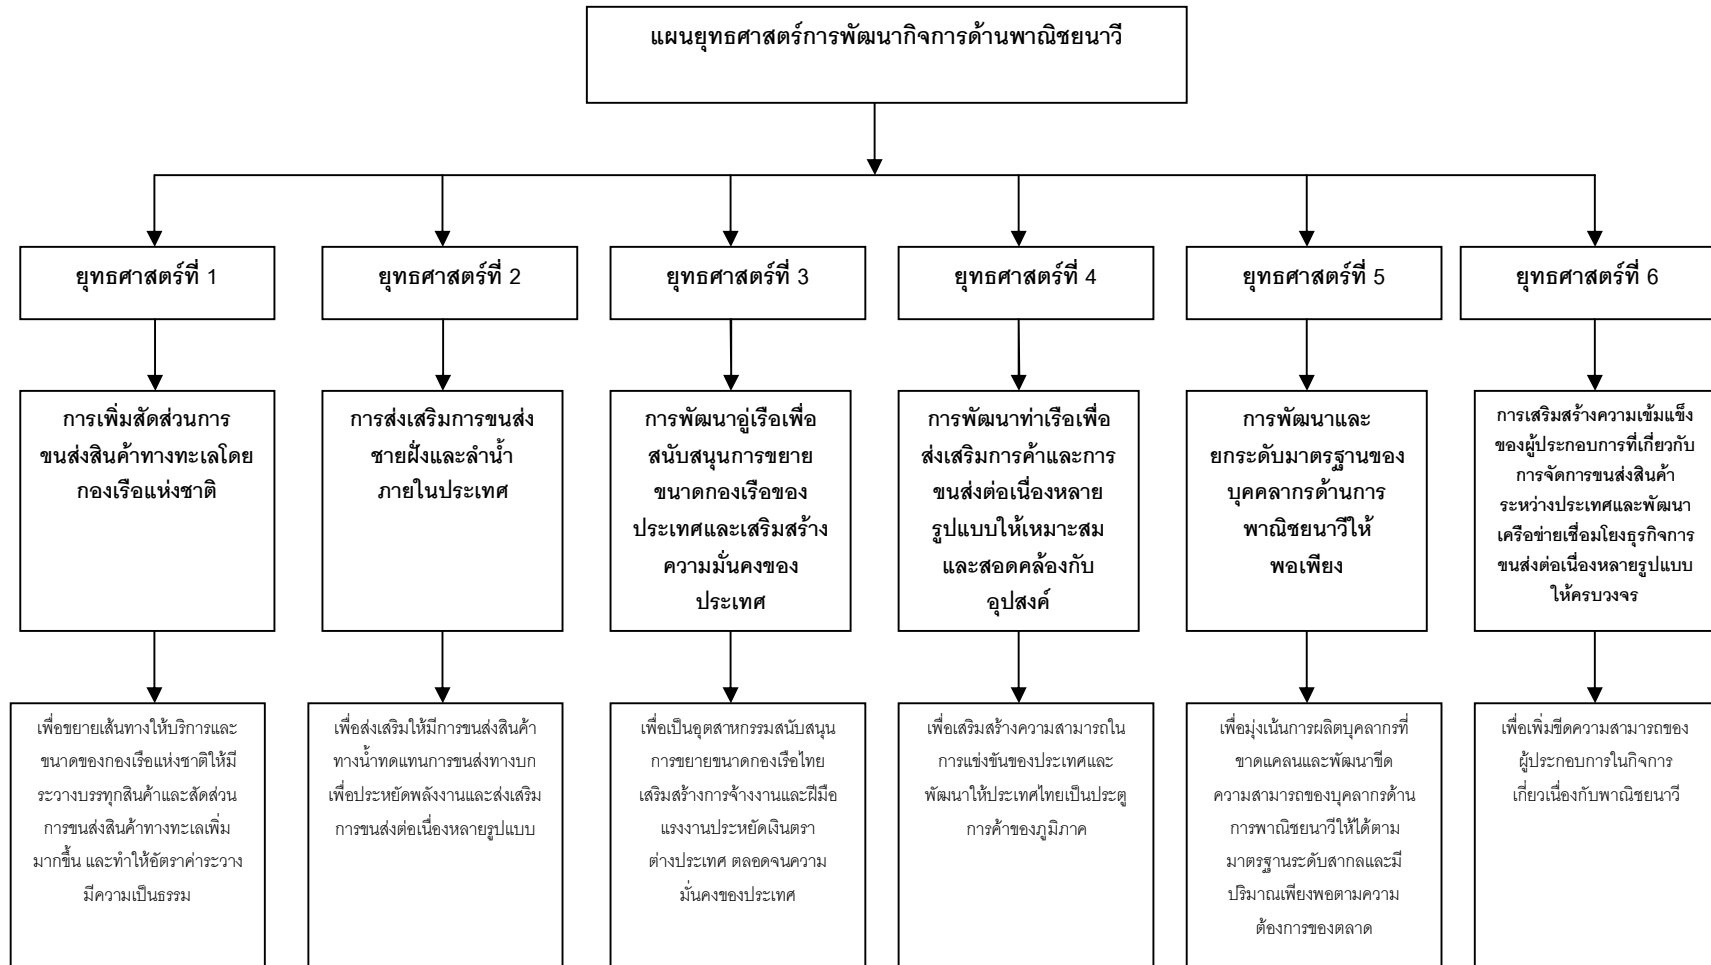 แผนยุทธศาสตร์การพัฒนากิจการด้านพาณิชยนาวี
ยุทธศาสตร์ที่ 1
ยุทธศาสตร์ที่ 2
ยุทธศาสตร์ที่ 3
ยุทธศาสตร์ที่ 4
ยุทธศาสตร์ที่ 5
ยุทธศาสตร์ที่ 6
การเพิ่มสัดส่วนการ
ขนส่งสินค้าทางทะเลโดย
กองเรือแห่งชาติ
การส่งเสริมการขนส่ง
ชายฝั่งและลำน้ำ
ภายในประเทศ
การพัฒนาอู่เรือเพื่อ
สนับสนุนการขยาย
ขนาดกองเรือของ
ประเทศและเสริมสร้าง
ความมั่นคงของ
ประเทศ
การพัฒนาท่าเรือเพื่อ
ส่งเสริมการค้าและการ
ขนส่งต่อเนื่องหลาย
รูปแบบให้เหมาะสม
และสอดคล้องกับ
อุปสงค์
การพัฒนาและ
ยกระดับมาตรฐานของ
บุคคลากรด้านการ
พาณิชยนาวีให้
พอเพียง
การเสริมสร้างความเข้มแข็ง
ของผู้ประกอบการที่เกี่ยวกับ
การจัดการขนส่งสินค้า
ระหว่างประเทศและพัฒนา
เครือข่ายเชื่อมโยงธุรกิจการ
ขนส่งต่อเนื่องหลายรูปแบบ
ให้ครบวงจร
เพื่อขยายเส้นทางให้บริการและ
ขนาดของกองเรือแห่งชาติให้มี
ระวางบรรทุกสินค้าและสัดส่วน
การขนส่งสินค้าทางทะเลเพิ่ม
มากขึ้น และทำให้อัตราค่าระวาง
มีความเป็นธรรม
เพื่อส่งเสริมให้มีการขนส่งสินค้า
ทางน้ำทดแทนการขนส่งทางบก
เพื่อประหยัดพลังงานและส่งเสริม
การขนส่งต่อเนื่องหลายรูปแบบ
เพื่อเป็นอุตสาหกรรมสนับสนุน
การขยายขนาดกองเรือไทย
เสริมสร้างการจ้างงานและฝีมือ
แรงงานประหยัดเงินตรา
ต่างประเทศ ตลอดจนความ
มั่นคงของประเทศ
เพื่อเสริมสร้างความสามารถใน
การแข่งขันของประเทศและ
พัฒนาให้ประเทศไทยเป็นประตู
การค้าของภูมิภาค
เพื่อมุ่งเน้นการผลิตบุคลากรที่
ขาดแคลนและพัฒนาขีด
ความสามารถของบุคลากรด้าน
การพาณิชยนาวีให้ได้ตาม
มาตรฐานระดับสากลและมี
ปริมาณเพียงพอตามความ
ต้องการของตลาด
เพื่อเพิ่มขีดความสามารถของ
ผู้ประกอบการในกิจการ
เกี่ยวเนื่องกับพาณิชยนาวี